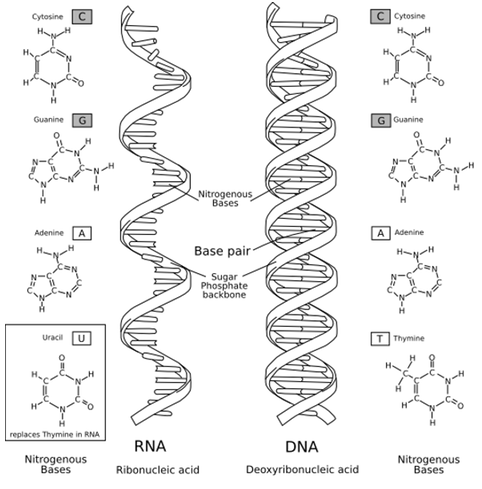 Cytosine C
Guanine G
Adenine A
Uracil U
replaces Thymine in RNA
Nitrogenous
Bases
Nitrogenous
Bases
Base pair
Sugar
Phosphate
backbone
RNA
Ribonucleic acid
DNA
Deoxyribonucleic acid
C Cytosine
G Guanine
A Adenine
T Thymine
Nitrogenous
Bases